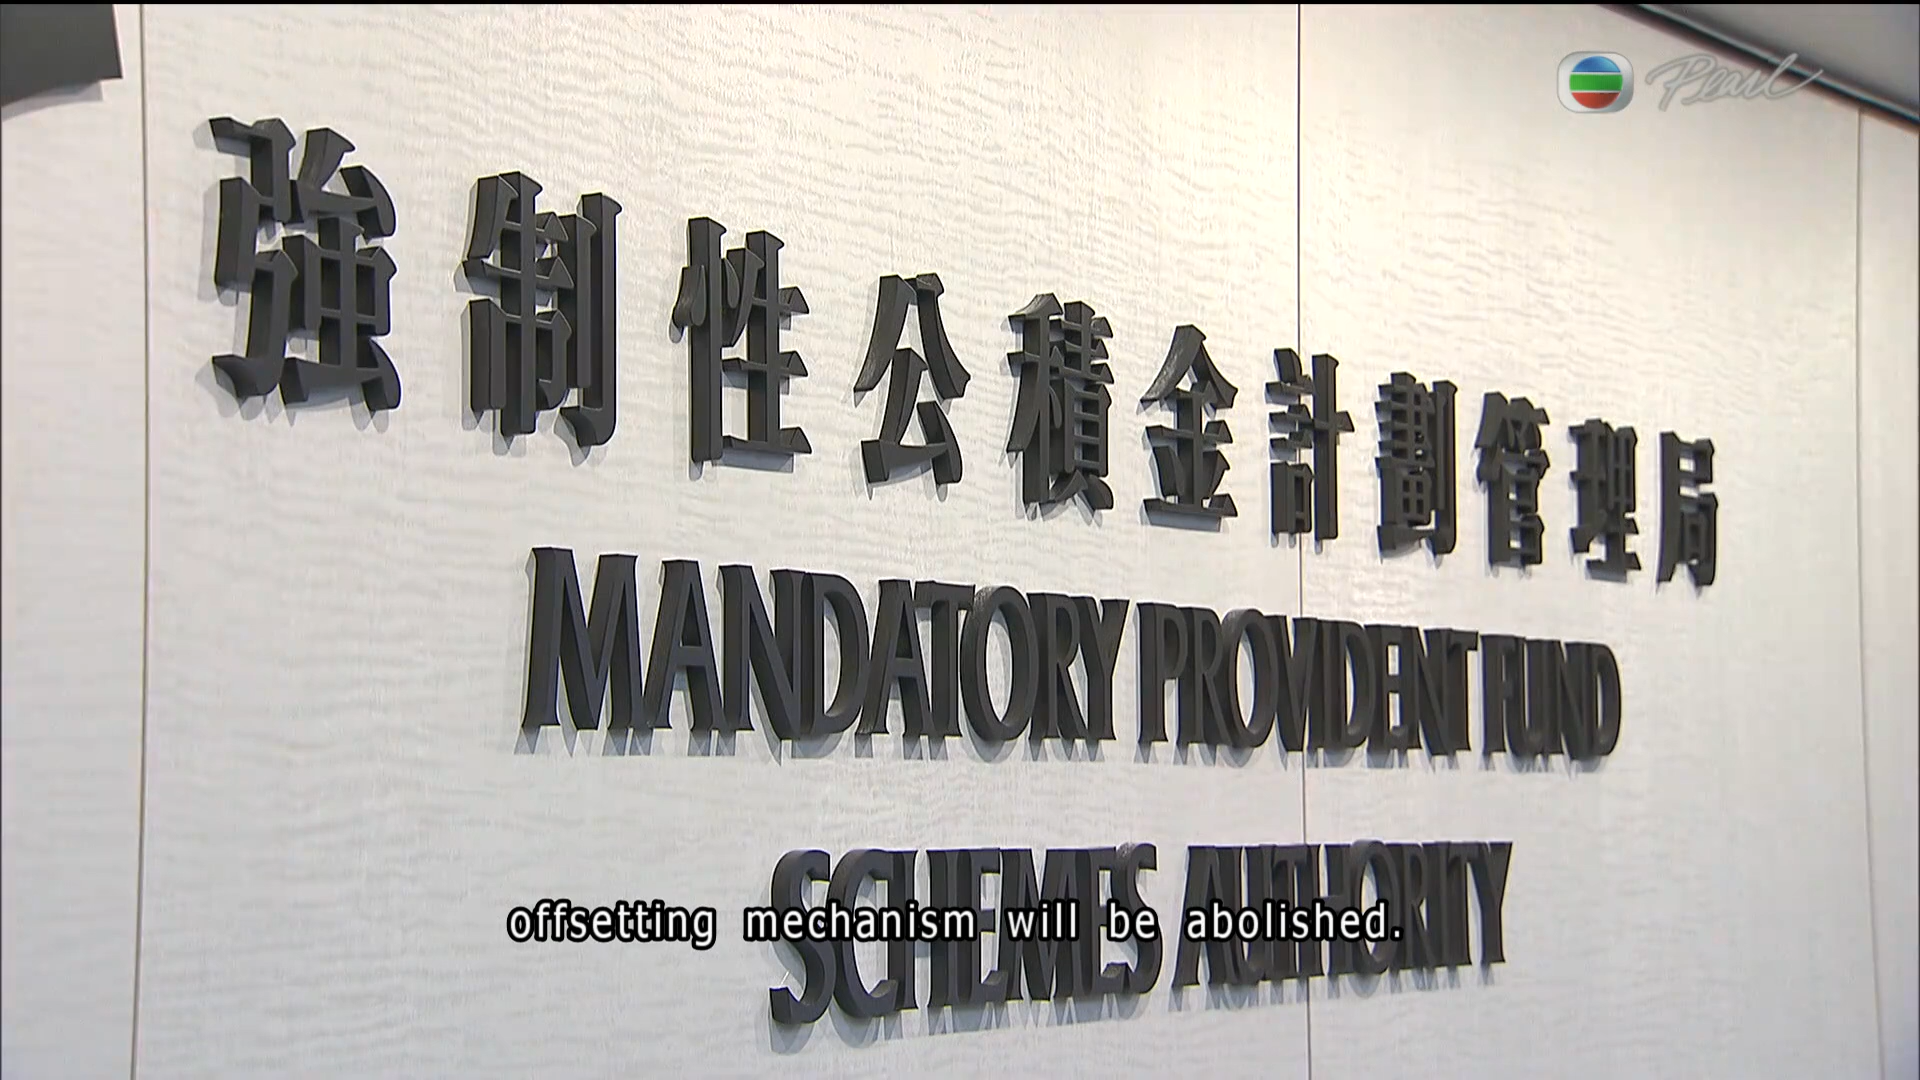 Pearl
強制性公積金計劃管理局
MANDATORY PROVIDENT FUND
SCHEMES AUTHORITY
offsetting mechanism will be abolished.